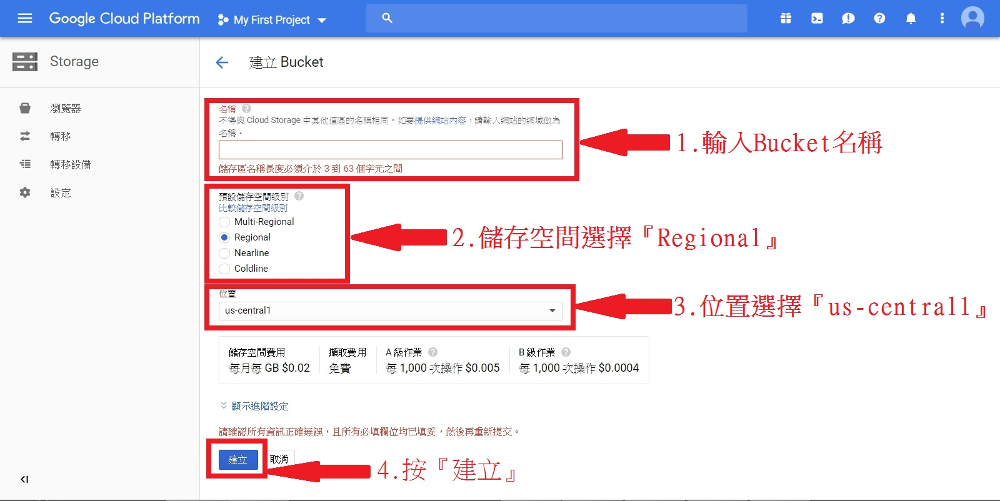 Google Cloud Platform
My First Project
Storage
建立 Bucket
瀏覽器
轉移
轉移設備
設定
名稱
不得與 Cloud Storage 中其他值區的名稱相同。如要提供網站內容，請輸入網站的網域做為
名稱。
儲存區名稱長度必須介於 3 到 63 個字元之間
1.輸入Bucket名稱
預設儲存空間級別
比較儲存空間級別
Multi-Regional
Regional
Nearline
Coldline
2.儲存空間選擇『Regional』
位置
us-central1
3.位置選擇『us-central1』
儲存空間費用
每月每 GB $0.02
擷取費用
免費
A 級作業
每 1,000 次操作 $0.005
B 級作業
每 1,000 次操作 $0.0004
顯示進階設定
請確認所有資訊正確無誤，且所有必填欄位均已填妥，然後再重新提交。
建立
取消
4.按『建立』